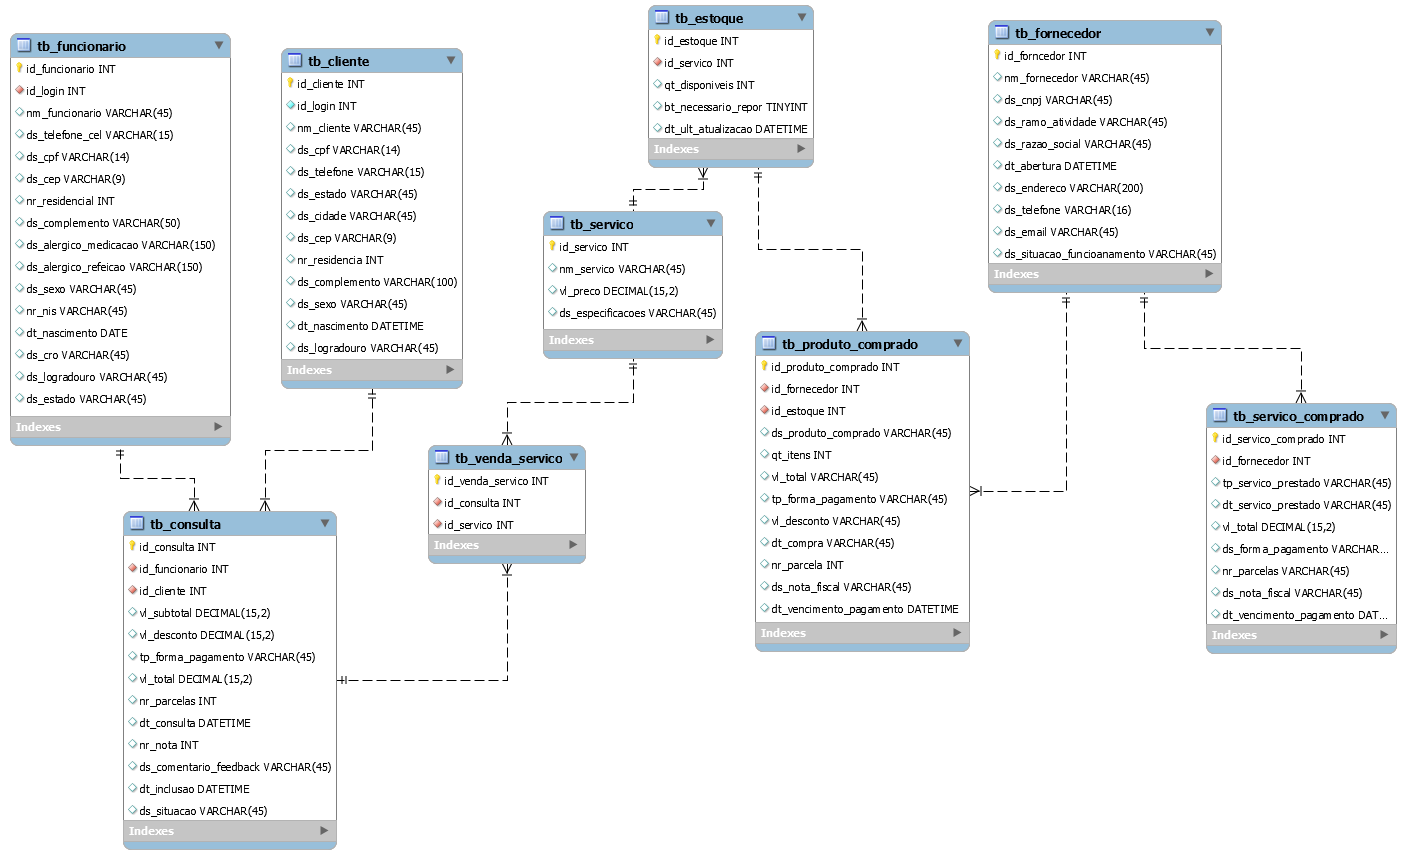 tb_funcionario
id_funcionario INT
id_login INT
nm_funcionario VARCHAR(45)
ds_telefone_cel VARCHAR(15)
ds_cpf VARCHAR(14)
ds_cep VARCHAR(9)
nr_residencial INT
ds_complemento VARCHAR(50)
ds_alergico_medicacao VARCHAR(150)
ds_alergico_refeicao VARCHAR(150)
ds_sexo VARCHAR(45)
nr_nis VARCHAR(45)
dt_nascimento DATE
ds_cro VARCHAR(45)
ds_logradouro VARCHAR(45)
ds_estado VARCHAR(45)
Indexes
tb_cliente
id_cliente INT
id_login INT
nm_cliente VARCHAR(45)
ds_cpf VARCHAR(14)
ds_telefone VARCHAR(15)
ds_estado VARCHAR(45)
ds_cidade VARCHAR(45)
ds_cep VARCHAR(9)
nr_residencia INT
ds_complemento VARCHAR(100)
ds_sexo VARCHAR(45)
dt_nascimento DATETIME
ds_logradouro VARCHAR(45)
Indexes
tb_estoque
id_estoque INT
id_servico INT
qt_disponiveis INT
bt_necessario_repor TINYINT
dt_ult_atualizacao DATETIME
Indexes
tb_fornecedor
id_forncedor INT
nm_fornecedor VARCHAR(45)
ds_cnpj VARCHAR(45)
ds_ramo_atividade VARCHAR(45)
ds_razao_social VARCHAR(45)
dt_abertura DATETIME
ds_endereco VARCHAR(200)
ds_telefone VARCHAR(16)
ds_email VARCHAR(45)
ds_situacao_funcioanamento VARCHAR(45)
Indexes
tb_servico
id_servico INT
nm_servico VARCHAR(45)
vl_preco DECIMAL(15,2)
ds_especificacoes VARCHAR(45)
Indexes
tb_produto_comprado
id_produto_comprado INT
id_fornecedor INT
id_estoque INT
ds_produto_comprado VARCHAR(45)
qt_itens INT
vl_total VARCHAR(45)
tp_forma_pagamento VARCHAR(45)
vl_desconto VARCHAR(45)
dt_compra VARCHAR(45)
nr_parcela INT
ds_nota_fiscal VARCHAR(45)
dt_vencimento_pagamento DATETIME
Indexes
tb_servico_comprado
id_servico_comprado INT
id_fornecedor INT
tp_servico_prestado VARCHAR(45)
dt_servico_prestado VARCHAR(45)
vl_total DECIMAL(15,2)
ds_forma_pagamento VARCHAR...
nr_parcelas VARCHAR(45)
ds_nota_fiscal VARCHAR(45)
dt_vencimento_pagamento DAT...
Indexes
tb_venda_servico
id_venda_servico INT
id_consulta INT
id_servico INT
Indexes
tb_consulta
id_consulta INT
id_funcionario INT
id_cliente INT
vl_subtotal DECIMAL(15,2)
vl_desconto DECIMAL(15,2)
tp_forma_pagamento VARCHAR(45)
vl_total DECIMAL(15,2)
nr_parcelas INT
dt_consulta DATETIME
nr_nota INT
ds_comentario_feedback VARCHAR(45)
dt_inclusao DATETIME
ds_situacao VARCHAR(45)
Indexes